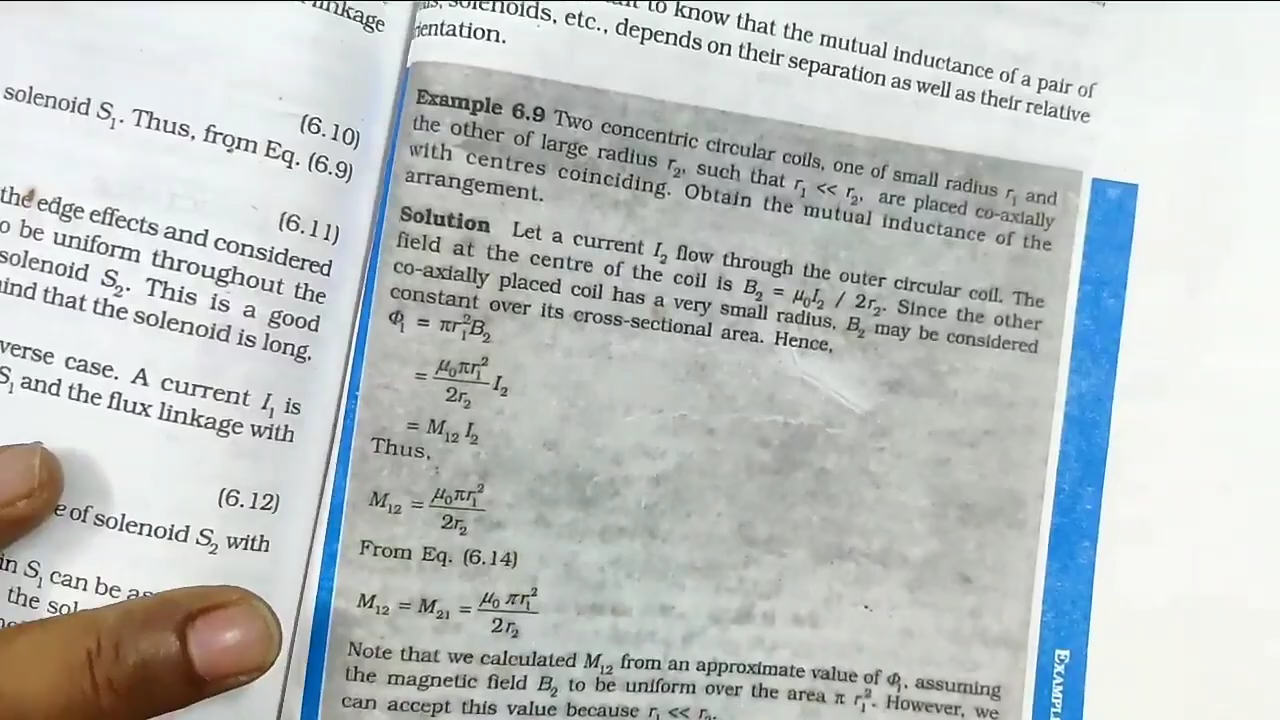 linkage
(6.10)
solenoid S₁. Thus, from Eq. (6.9)
(6.11)
the edge effects and considered
o be uniform throughout the
solenoid S₂. This is a good
ind that the solenoid is long,
verse case. A current I₁ is
S₁ and the flux linkage with
(6.12)
e of solenoid S₂ with
in S₁ can be as
the sol
to know that the mutual inductance of a pair of
solenoids, etc., depends on their separation as well as their relative
ientation.
Example 6.9 Two concentric circular coils, one of small radius r₁ and
the other of large radius r₂, such that r₁ << r₂, are placed co-axially
with centres coinciding. Obtain the mutual inductance of the
arrangement.
Solution Let a current I₂ flow through the outer circular coil. The
field at the centre of the coil is B₂ = μ₀I₂ / 2r₂. Since the other
co-axially placed coil has a very small radius, B₂ may be considered
constant over its cross-sectional area. Hence,
Φ₁ = πr₁²B₂
= μ₀πr₁²/2r₂ I₂
= M₁₂ I₂
Thus,
M₁₂ = μ₀πr₁²/2r₂
From Eq. (6.14)
M₁₂ = M₂₁ = μ₀ πr₁²/2r₂
Note that we calculated M₁₂ from an approximate value of Φ₁, assuming
the magnetic field B₂ to be uniform over the area π r₁². However, we
can accept this value because r₁ << r₂.
EXAMPL